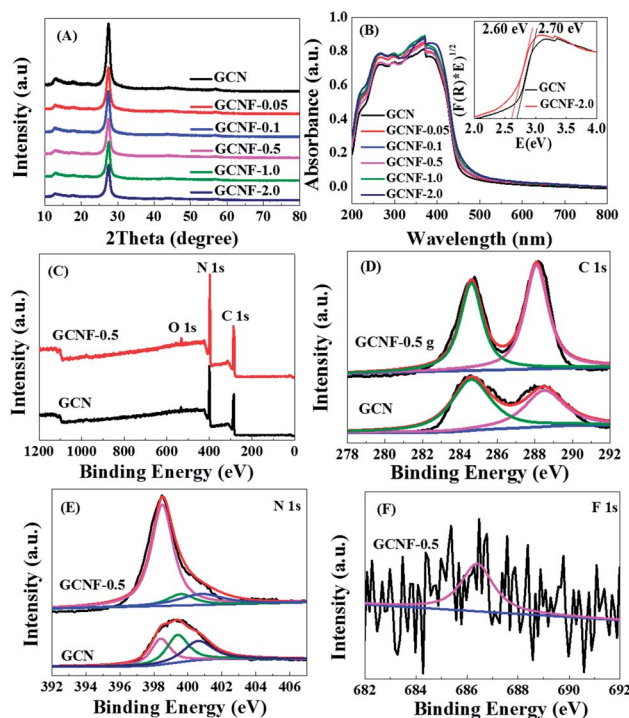 (A)
GCN
GCNF-0.05
GCNF-0.1
GCNF-0.5
GCNF-1.0
GCNF-2.0
Intensity (a.u.)
10 20 30 40 50 60 70 80
2Theta (degree)
(B)
GCN
GCNF-0.05
GCNF-0.1
GCNF-0.5
GCNF-1.0
GCNF-2.0
Absorbance (a.u.)
0.8
0.6
0.4
0.2
0.0
200 300 400 500 600 700 800
Wavelength (nm)
2.60 eV 2.70 eV
(F(R)*E)^1/2
GCN
GCNF-2.0
2.0 2.5 3.0 3.5 4.0
E(eV)
(C)
N 1s
O 1s
C 1s
GCNF-0.5
GCN
Intensity (a.u.)
1200 1000 800 600 400 200 0
Binding Energy (eV)
(D)
C 1s
GCNF-0.5 g
GCN
Intensity (a.u.)
278 280 282 284 286 288 290 292
Binding Energy (eV)
(E)
N 1s
GCNF-0.5
GCN
Intensity (a.u.)
392 394 396 398 400 402 404 406
Binding Energy (eV)
(F)
F 1s
GCNF-0.5
Intensity (a.u.)
682 684 686 688 690 692
Binding Energy (eV)